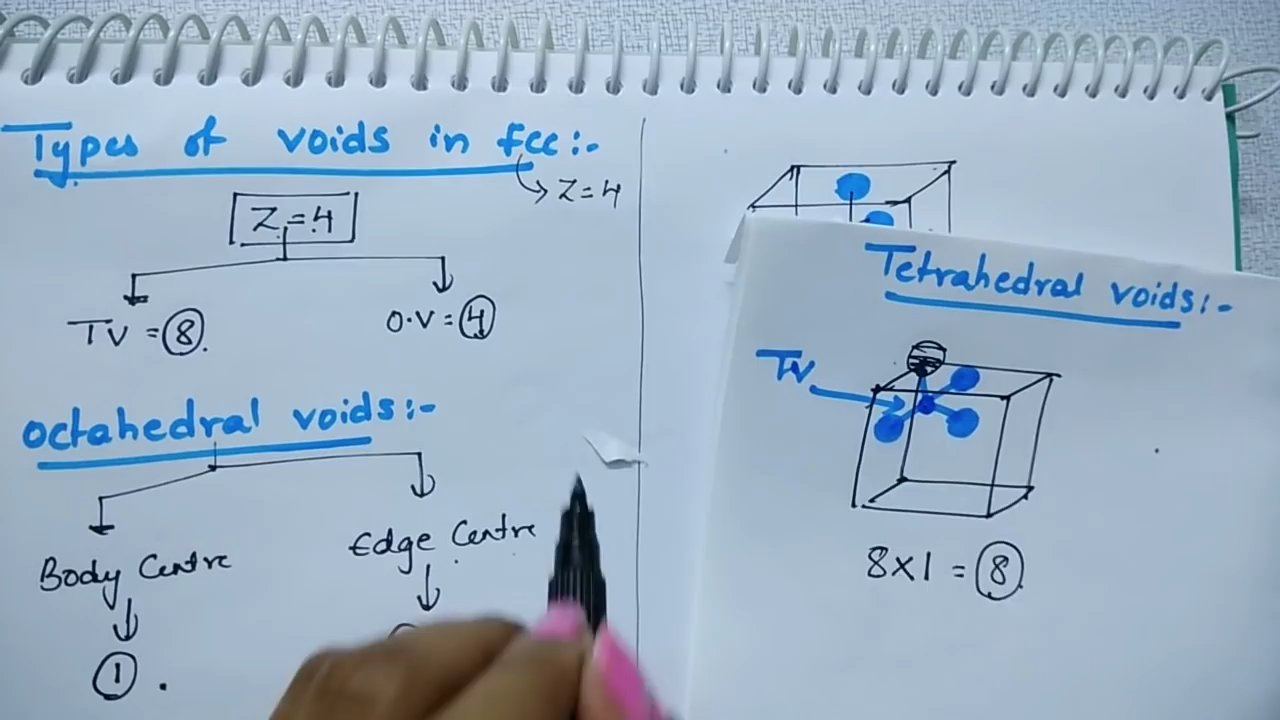 Types of voids in fcc:-
Z=4
Z=4
TV = 8.
O.V = 4
Octahedral voids:-
Body Centre
Edge Centre
1.
Tetrahedral voids:-
TV
8×1 = 8.